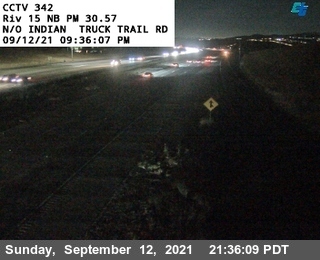 CCTV 342
Riv 15 NB PM 30.57
N/O INDIAN TRUCK TRAIL RD
09/12/21 09:36:07 PM
Sunday, September 12, 2021 21:36:09 PDT